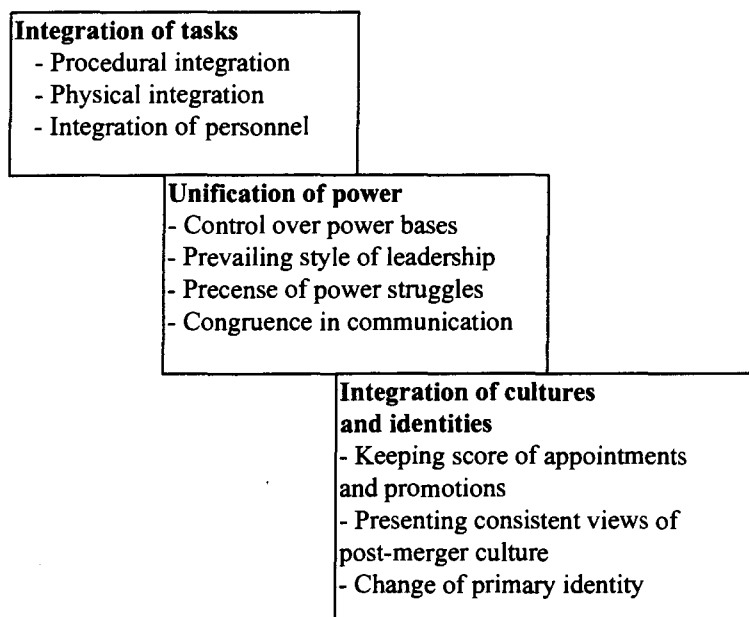 Integration of tasks
- Procedural integration
- Physical integration
- Integration of personnel
Unification of power
- Control over power bases
- Prevailing style of leadership
- Precense of power struggles
- Congruence in communication
Integration of cultures
and identities
- Keeping score of appointments
and promotions
- Presenting consistent views of
post-merger culture
- Change of primary identity